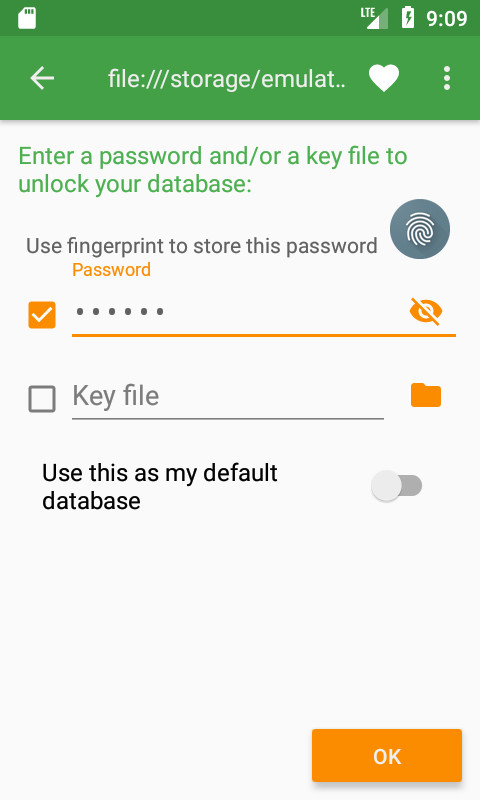 LTE
9:09
file:///storage/emulat..
Enter a password and/or a key file to
unlock your database:
Use fingerprint to store this password
Password
••••••
Key file
Use this as my default
database
OK